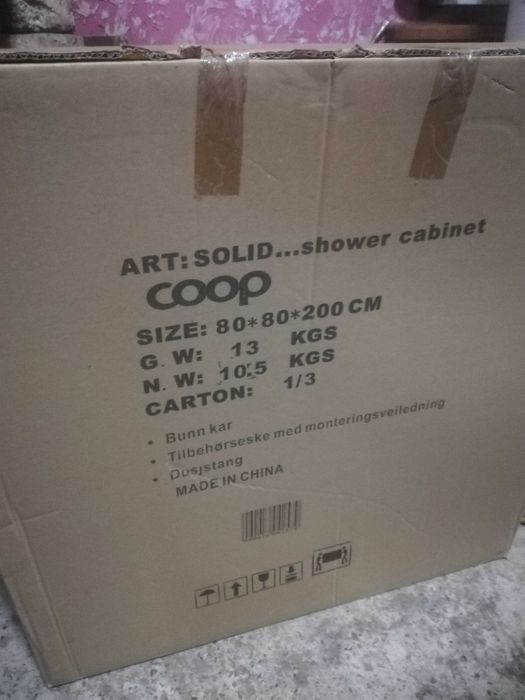 ART: SOLID...shower cabinet
coop
SIZE: 80*80*200 CM
G. W: 13 KGS
N. W: 10.5 KGS
CARTON: 1/3
• Bunn kar
• Tilbehørseske med monteringsveiledning
• Dusjstang
MADE IN CHINA